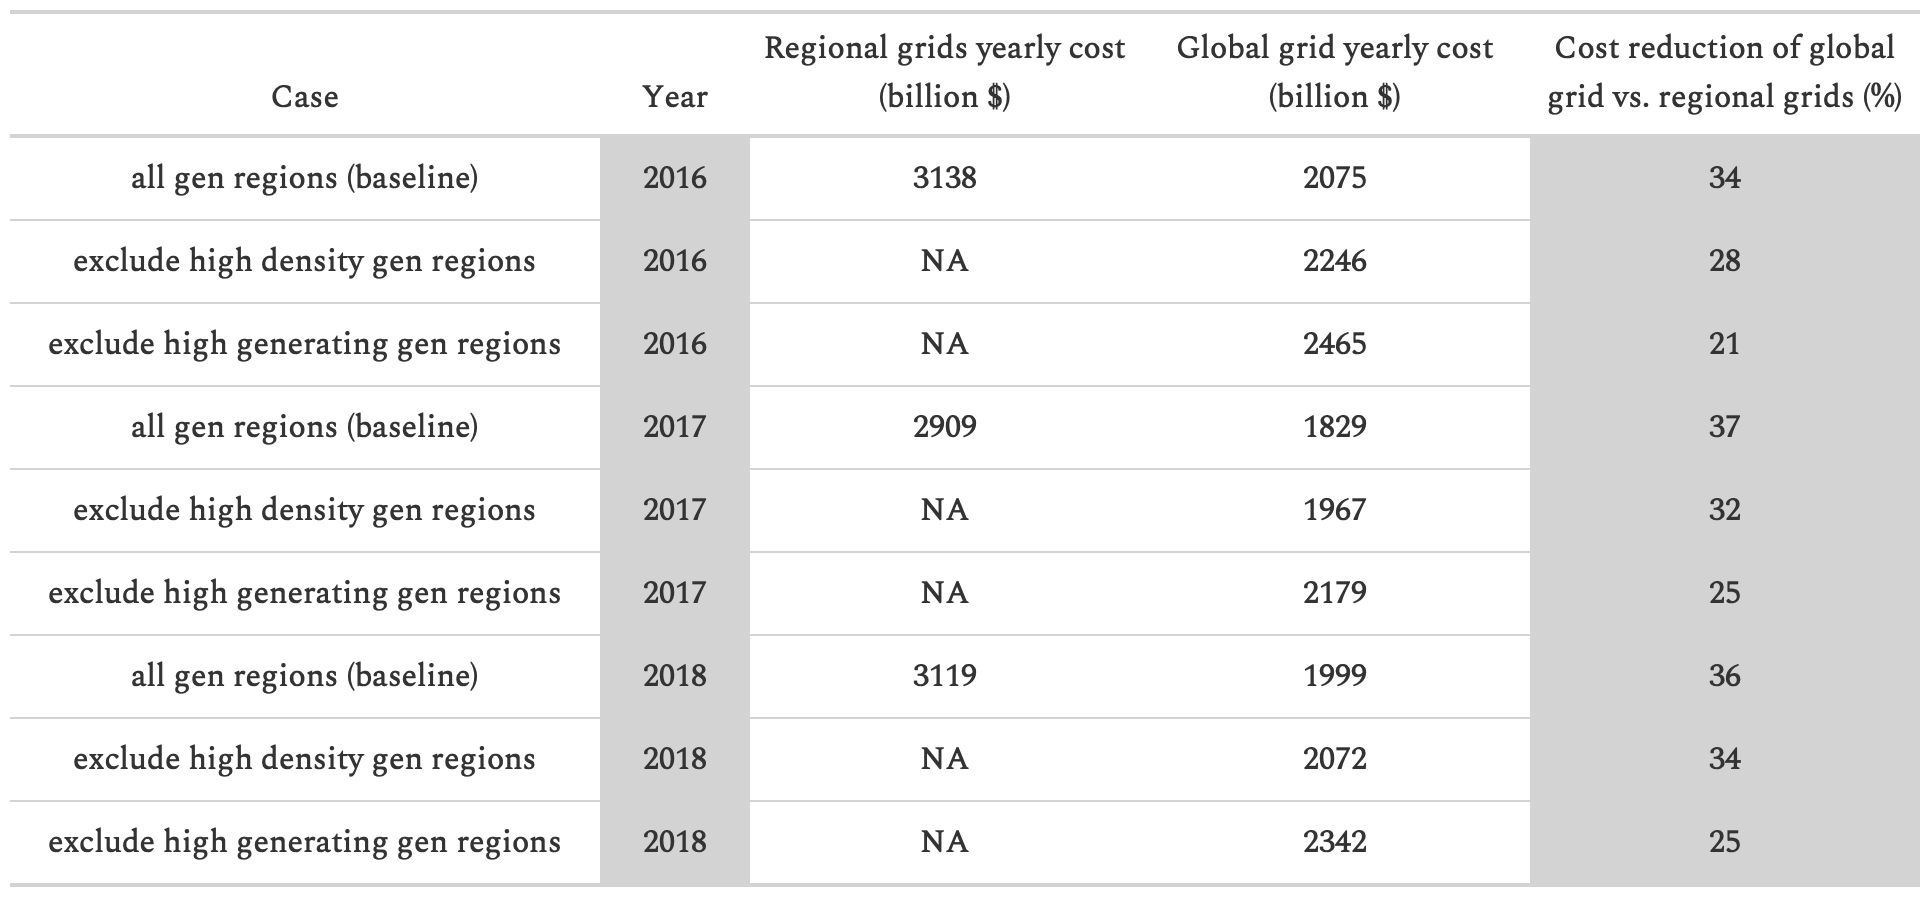 Case Year Regional grids yearly cost (billion $) Global grid yearly cost (billion $) Cost reduction of global grid vs. regional grids (%)
all gen regions (baseline) 2016 3138 2075 34
exclude high density gen regions 2016 NA 2246 28
exclude high generating gen regions 2016 NA 2465 21
all gen regions (baseline) 2017 2909 1829 37
exclude high density gen regions 2017 NA 1967 32
exclude high generating gen regions 2017 NA 2179 25
all gen regions (baseline) 2018 3119 1999 36
exclude high density gen regions 2018 NA 2072 34
exclude high generating gen regions 2018 NA 2342 25